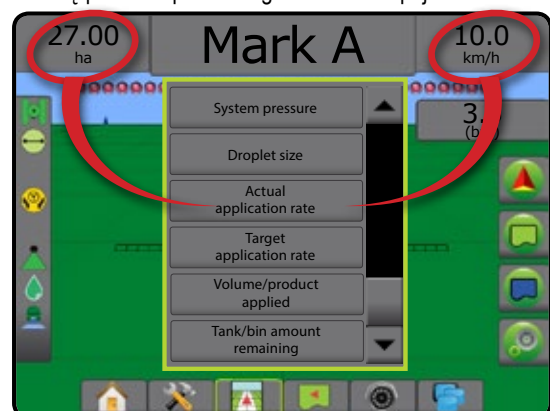 27.00
ha
Mark A
10.0
km/h
System pressure
3.
Droplet size
Actual
application rate
Target
application rate
Volume/product
applied
Tank/bin amount
remaining